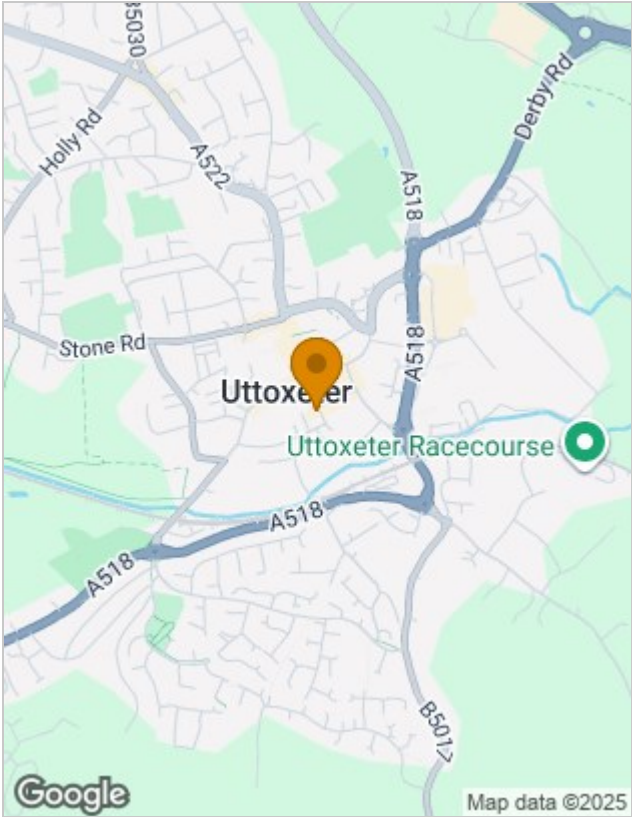 B5030
Derby Rd
Holly Rd
A522
A518
Stone Rd
A518
Uttoxeter
Uttoxeter Racecourse
A518
A518
Google
Map data ©2025